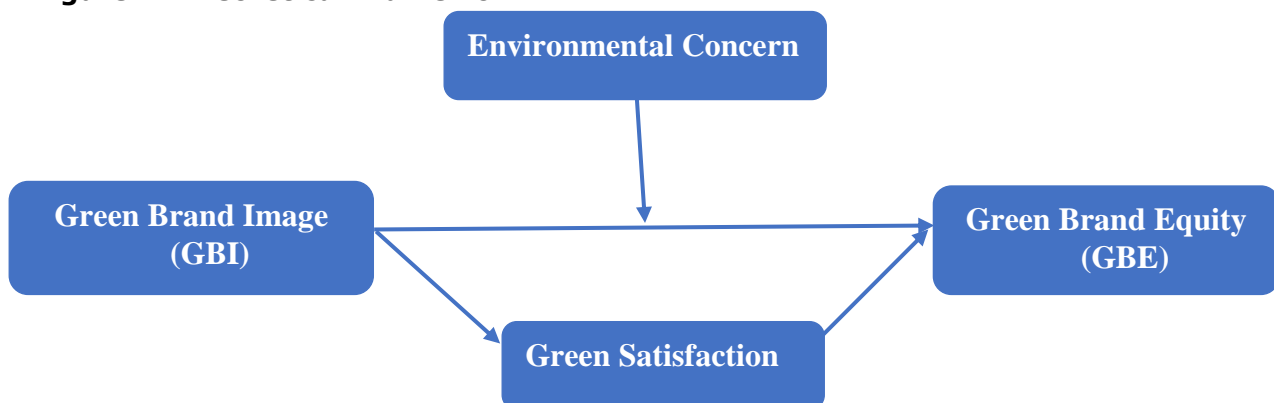 Environmental Concern
Green Brand Image
(GBI)
Green Brand Equity
(GBE)
Green Satisfaction